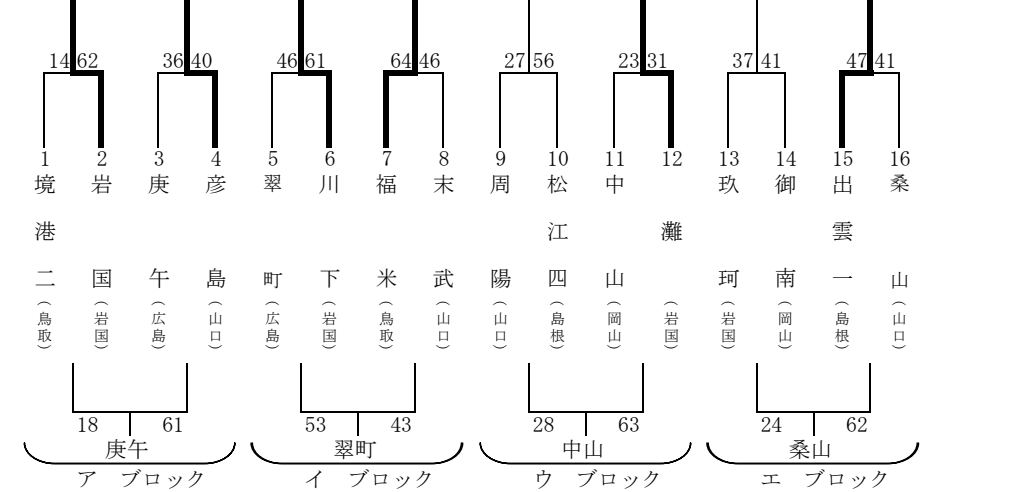 14 62 36 40 46 61 64 46 27 56 23 31 37 41 47 41
1 2 3 4 5 6 7 8 9 10 11 12 13 14 15 16
境港二（鳥取）
岩国（岩国）
庚午（広島）
彦島（山口）
翠町（広島）
川下（岩国）
福米（鳥取）
末武（山口）
周陽（山口）
松江四（島根）
中山（岡山）
灘（岩国）
玖珂（岩国）
御南（岡山）
出雲一（島根）
桑山（山口）
18 61 53 43 28 63 24 62
庚午 翠町 中山 桑山
ア ブロック イ ブロック ウ ブロック エ ブロック